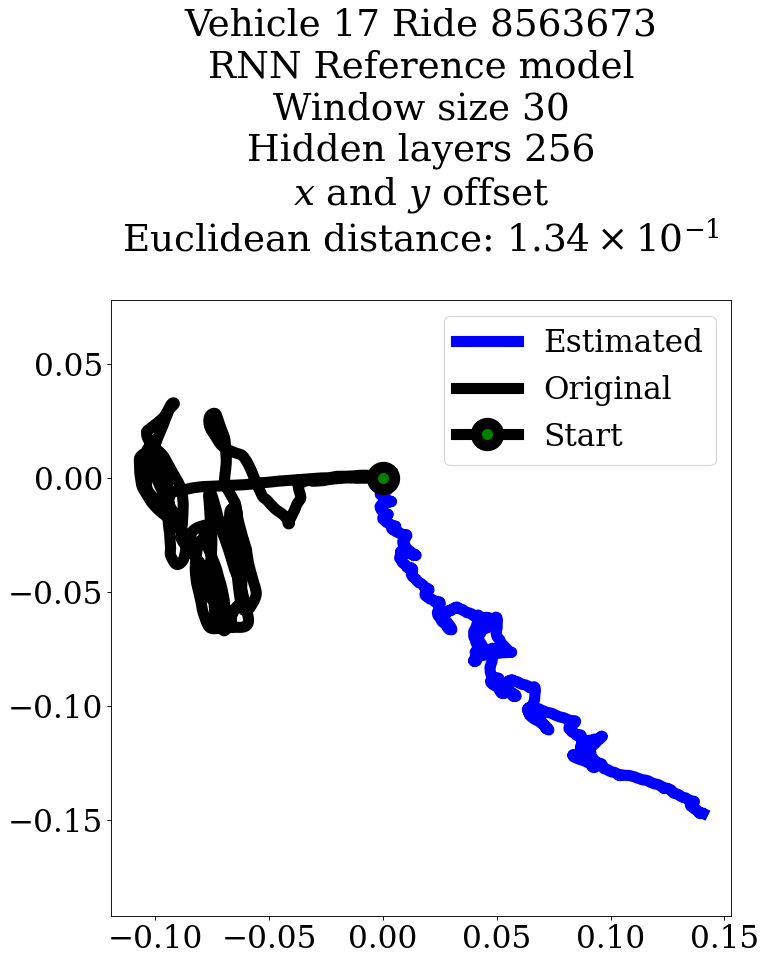 Vehicle 17 Ride 8563673
RNN Reference model
Window size 30
Hidden layers 256
x and y offset
Euclidean distance: 1.34 × 10⁻¹
Estimated
Original
Start
0.05
0.00
−0.05
−0.10
−0.15
−0.10 −0.05 0.00 0.05 0.10 0.15